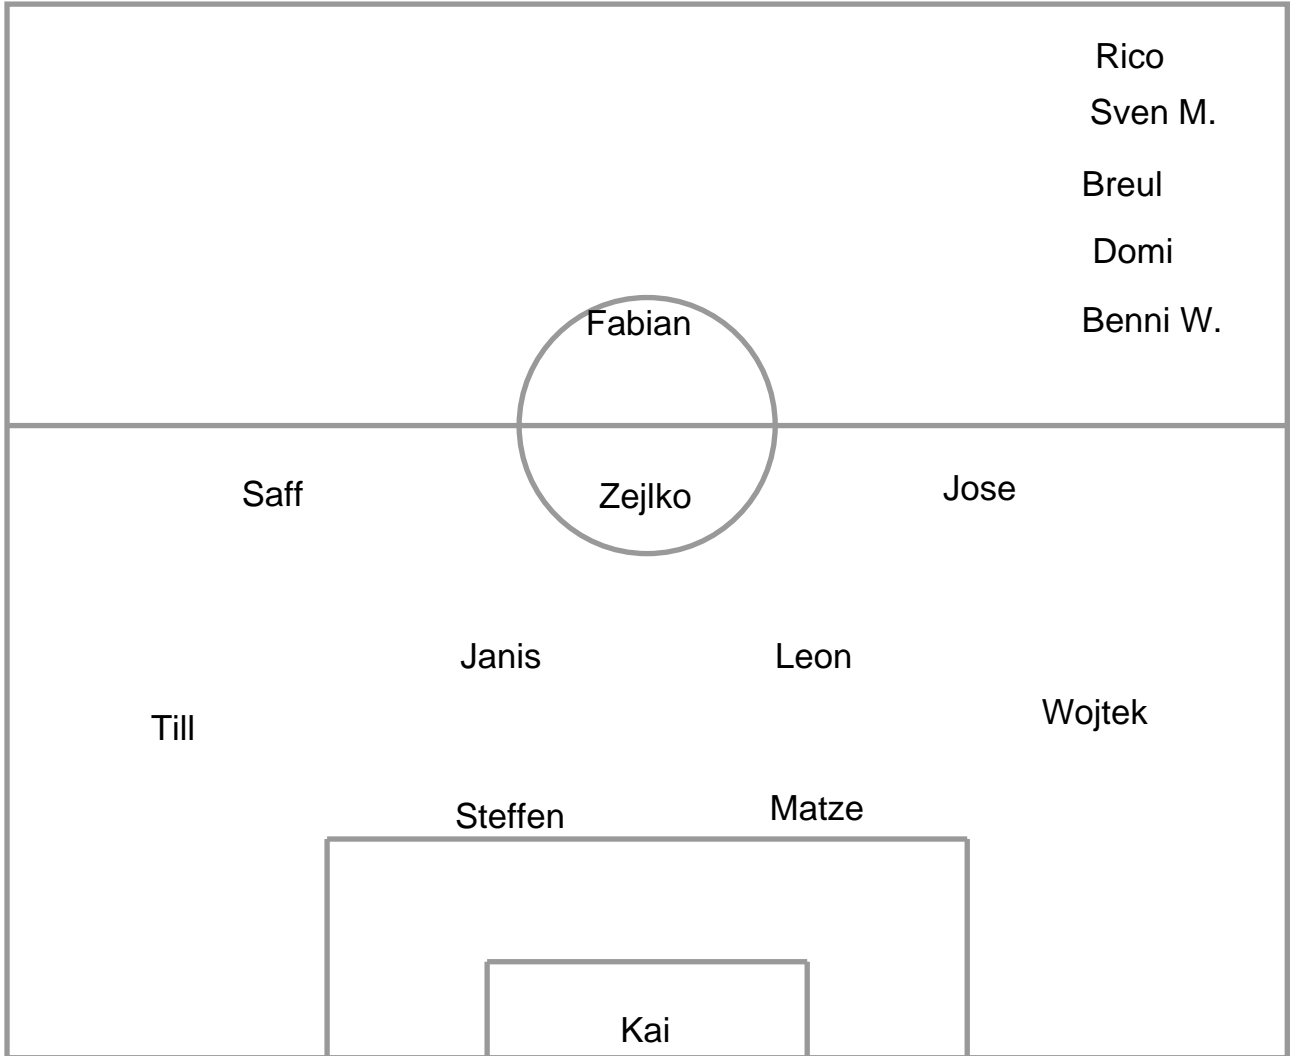 Rico
Sven M.
Breul
Domi
Benni W.
Fabian
Saff
Zejlko
Jose
Janis
Leon
Till
Wojtek
Steffen
Matze
Kai